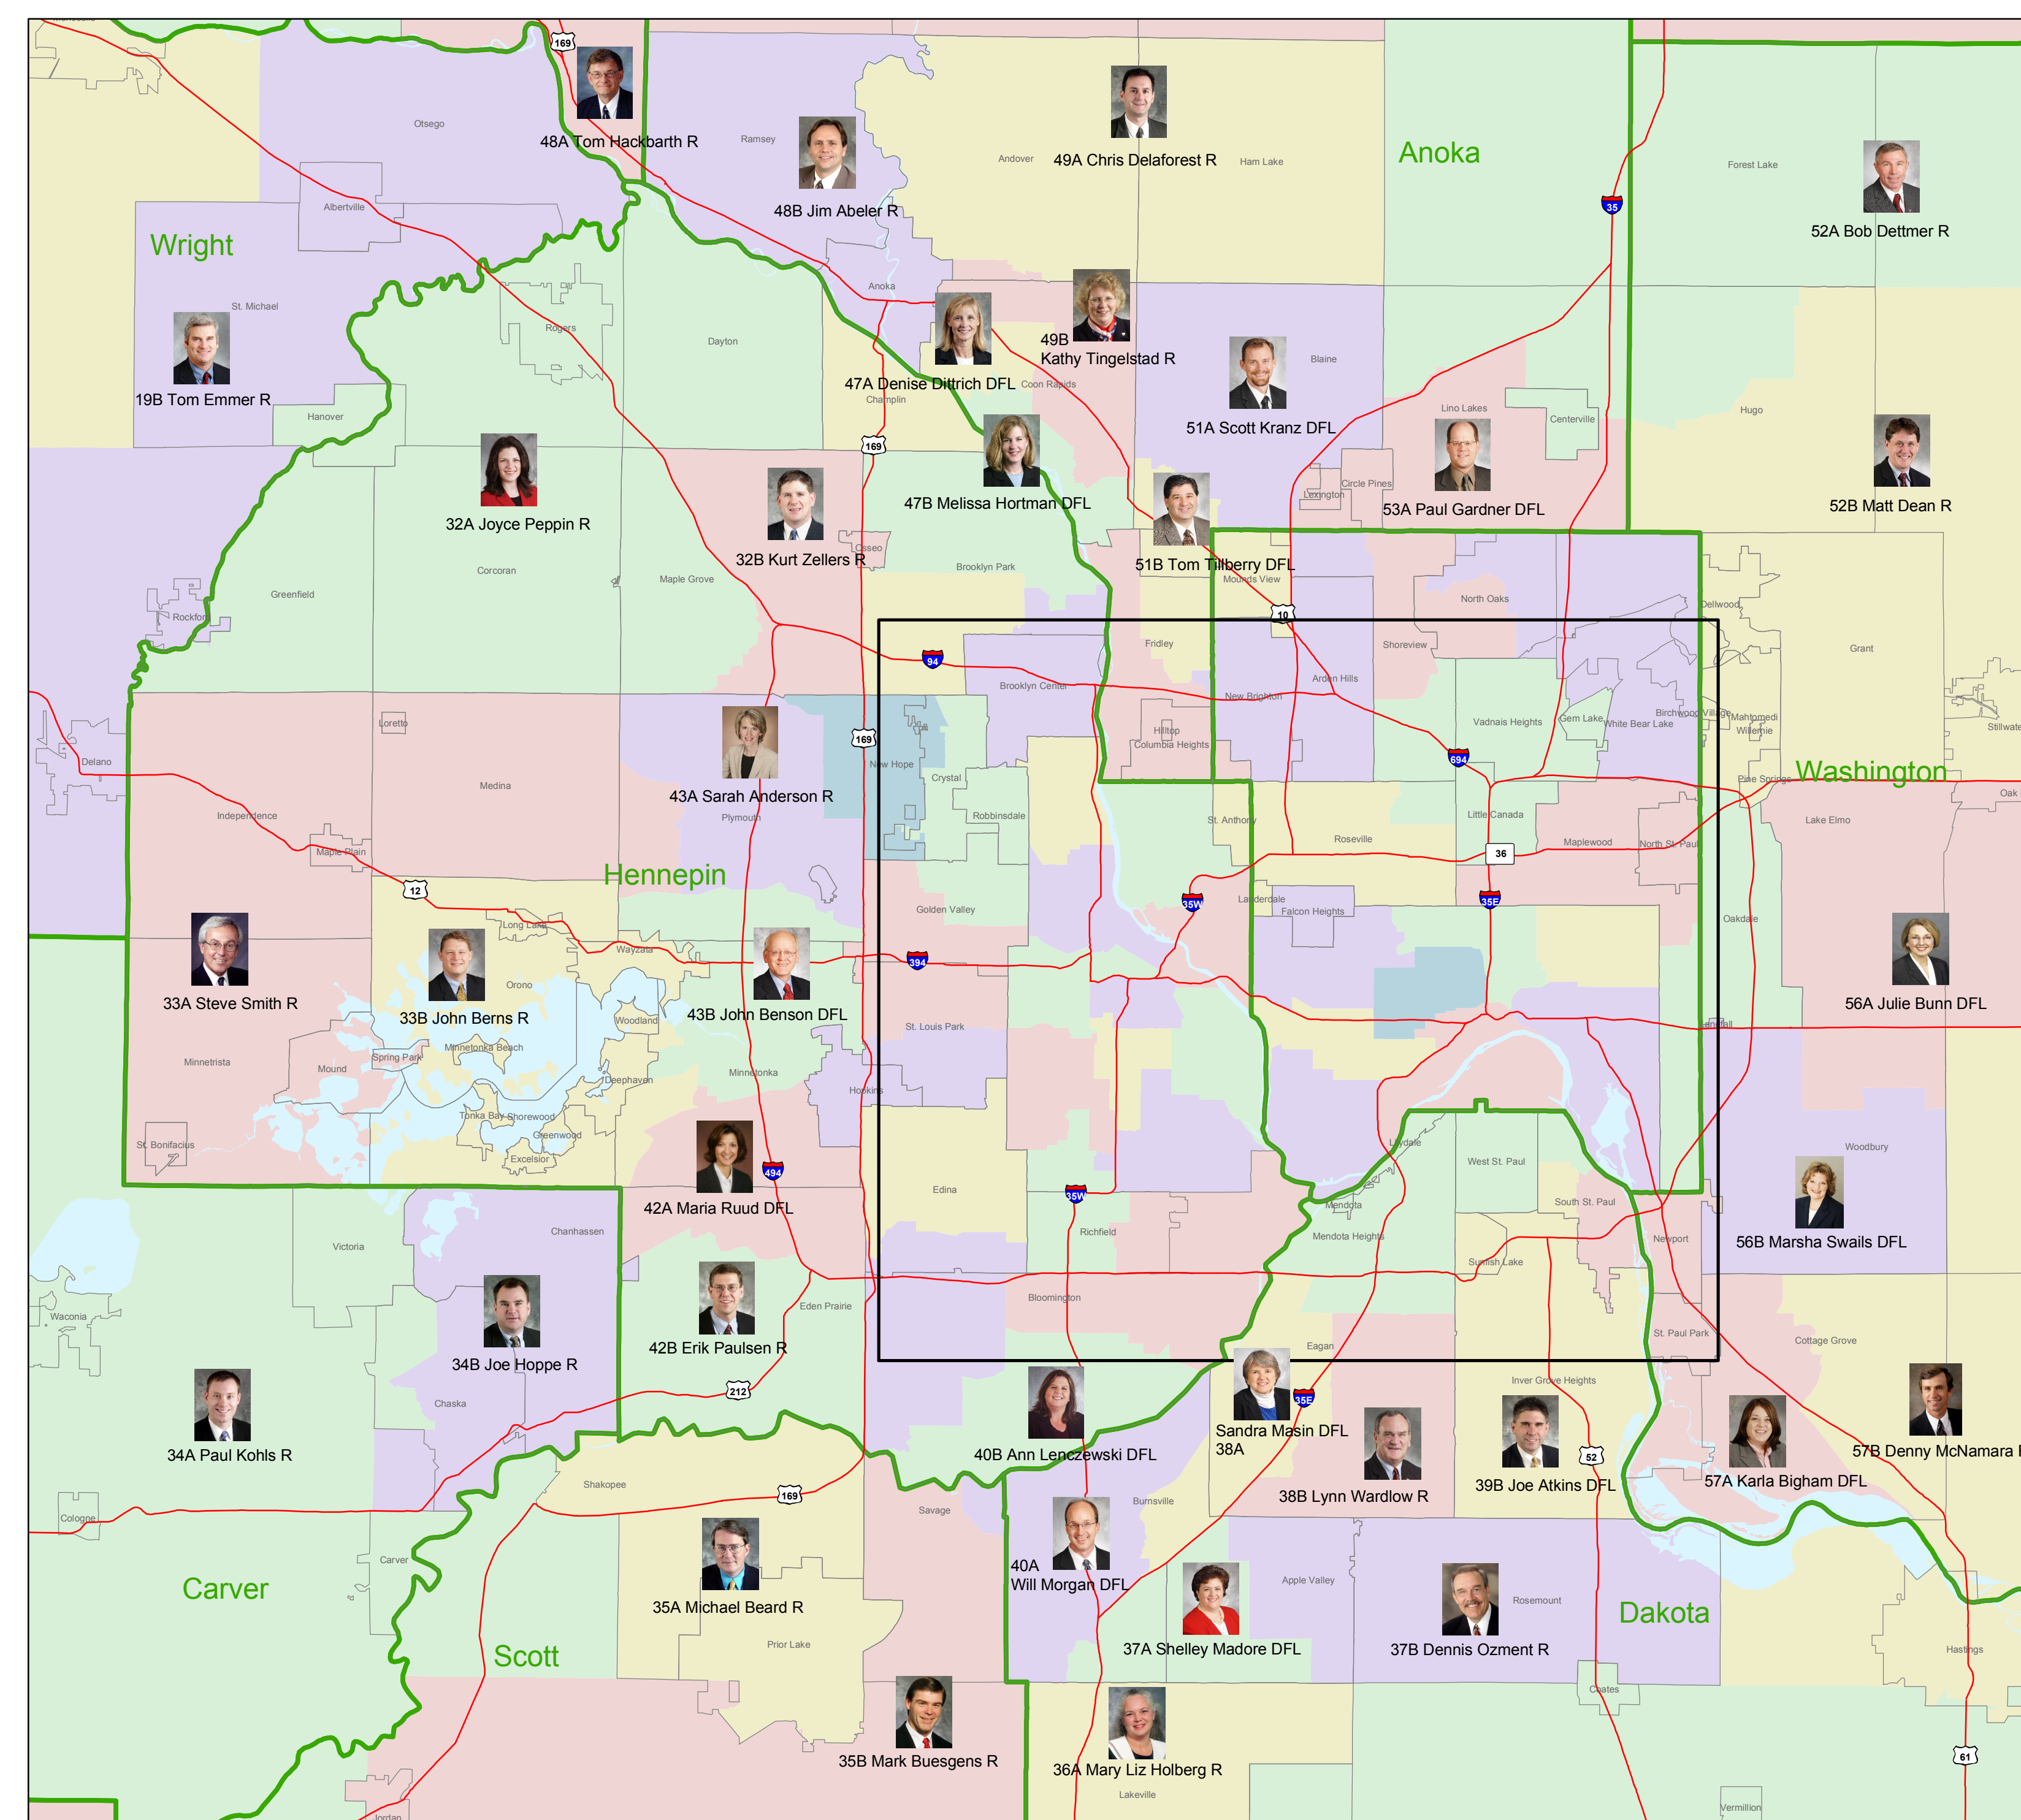 169
48A Tom Hackbarth R
Otsego
Ramsey
Andover
49A Chris Delaforest R
Ham Lake
Anoka
Forest Lake
35
52A Bob Dettmer R
Albertville
48B Jim Abeler R
Wright
St. Michael
Anoka
Rogers
Dayton
49B
Kathy Tingelstad R
Blaine
19B Tom Emmer R
47A Denise Dittrich DFL
Coon Rapids
Champlin
Hanover
51A Scott Kranz DFL
Lino Lakes
Centerville
Hugo
169
32A Joyce Peppin R
47B Melissa Hortman DFL
Lexington
Circle Pines
53A Paul Gardner DFL
52B Matt Dean R
32B Kurt Zellers R
Osseo
51B Tom Tillberry DFL
Mounds View
Corcoran
Maple Grove
Brooklyn Park
Greenfield
North Oaks
Dellwood
Rockford
10
94
Fridley
Shoreview
Grant
Brooklyn Center
Arden Hills
New Brighton
Loretto
169
Hilltop
Columbia Heights
Vadnais Heights
Gem Lake
White Bear Lake
Birchwood Village
Mahtomedi
Willernie
Delano
New Hope
Crystal
694
Pine Springs
Washington
Medina
43A Sarah Anderson R
Plymouth
Independence
Robbinsdale
St. Anthony
Roseville
Little Canada
Maplewood
North St. Paul
Lake Elmo
Oak
Maple Plain
36
Hennepin
12
Golden Valley
35W
Lauderdale
Falcon Heights
35E
Oakdale
Long Lake
Wayzata
394
33A Steve Smith R
33B John Berns R
Orono
43B John Benson DFL
56A Julie Bunn DFL
Woodland
St. Louis Park
Minnetrista
Mound
Spring Park
Minnetonka Beach
Deephaven
Minnetonka
Hopkins
Tonka Bay
Shorewood
Greenwood
Excelsior
St. Bonifacius
Lilydale
West St. Paul
Woodbury
494
Edina
35W
42A Maria Ruud DFL
Mendota
South St. Paul
Chanhassen
Victoria
Richfield
Mendota Heights
Newport
56B Marsha Swails DFL
Sunfish Lake
Waconia
Eden Prairie
Bloomington
42B Erik Paulsen R
34B Joe Hoppe R
Eagan
St. Paul Park
Cottage Grove
212
Inver Grove Heights
35E
Chaska
34A Paul Kohls R
40B Ann Lenczewski DFL
Sandra Masin DFL
38A
52
57B Denny McNamara
Shakopee
169
38B Lynn Wardlow R
39B Joe Atkins DFL
57A Karla Bigham DFL
Cologne
Savage
Burnsville
Carver
40A
Will Morgan DFL
Apple Valley
Rosemount
Carver
35A Michael Beard R
Dakota
Prior Lake
37A Shelley Madore DFL
37B Dennis Ozment R
Hastings
Scott
Coates
35B Mark Buesgens R
36A Mary Liz Holberg R
61
Lakeville
Vermillion
Jordan